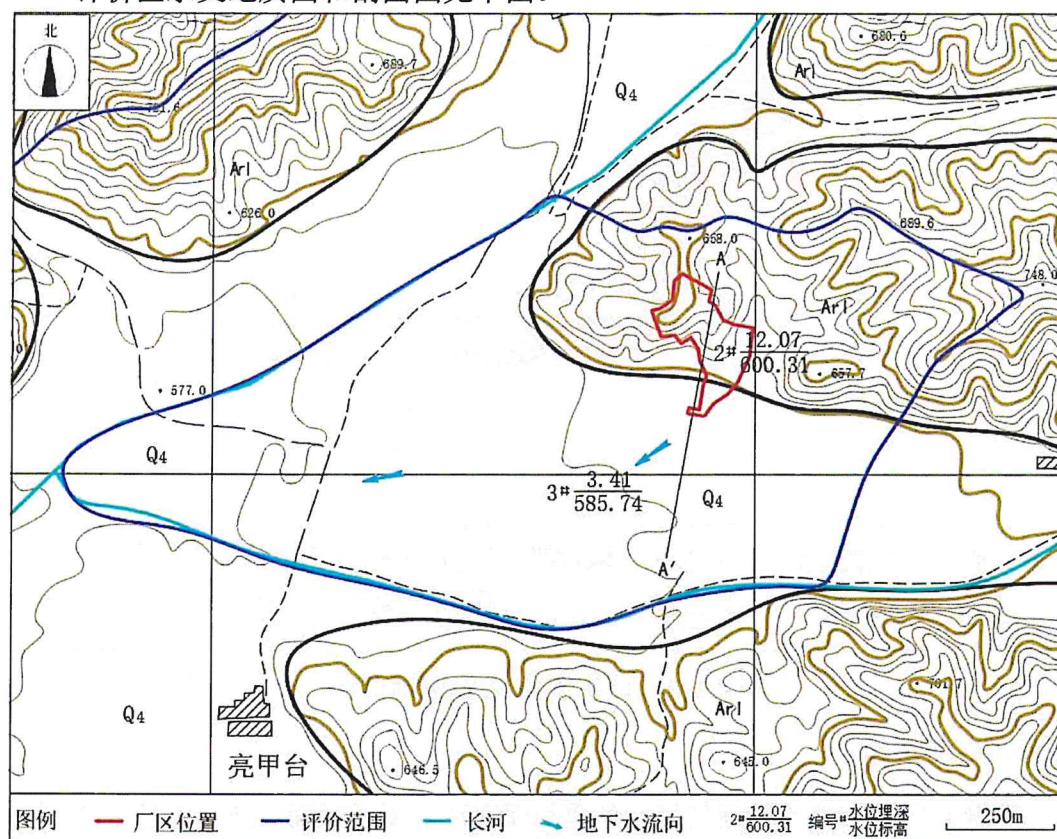 北
680.6
Arl
689.7
Q₄
721.6
Arl
626.0
689.6
668.0
A
748.0
Arl
2# 12.07
600.31
657.7
577.0
Q₄
3# 3.41
585.74
Q₄
A′
701.7
Q₄
Arl
亮甲台
646.5
645.0
图例 厂区位置 评价范围 长河 地下水流向 2# 12.07 600.31 编号# 水位埋深 水位标高 250m